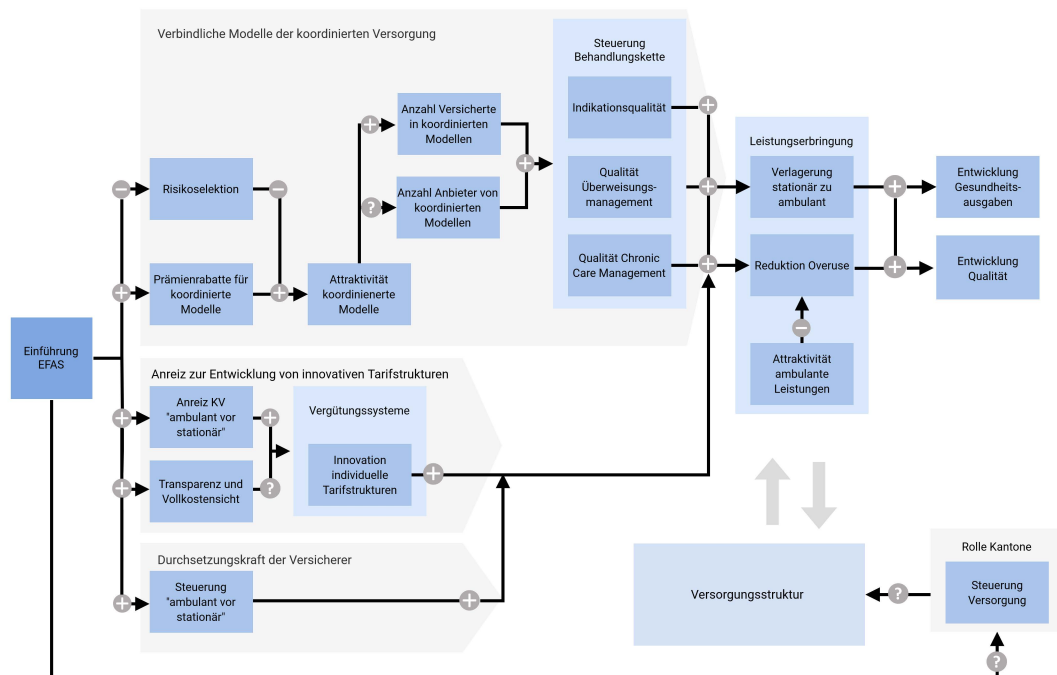 Verbindliche Modelle der koordinierten Versorgung
Steuerung
Behandlungskette
Indikationsqualität
Qualität
Überweisungs-
management
Qualität Chronic
Care Management
Anzahl Versicherte
in koordinierten
Modellen
Anzahl Anbieter von
koordinierten
Modellen
Risikoselektion
Prämienrabatte für
koordinierte
Modelle
Attraktivität
koordinienerte
Modelle
Leistungserbringung
Verlagerung
stationär zu
ambulant
Reduktion Overuse
Attraktivität
ambulante
Leistungen
Entwicklung
Gesundheits-
ausgaben
Entwicklung
Qualität
Einführung
EFAS
Anreiz zur Entwicklung von innovativen Tarifstrukturen
Anreiz KV
"ambulant vor
stationär"
Transparenz und
Vollkostensicht
Vergütungssysteme
Innovation
individuelle
Tarifstrukturen
Durchsetzungskraft der Versicherer
Steuerung
"ambulant vor
stationär"
Versorgungsstruktur
Rolle Kantone
Steuerung
Versorgung